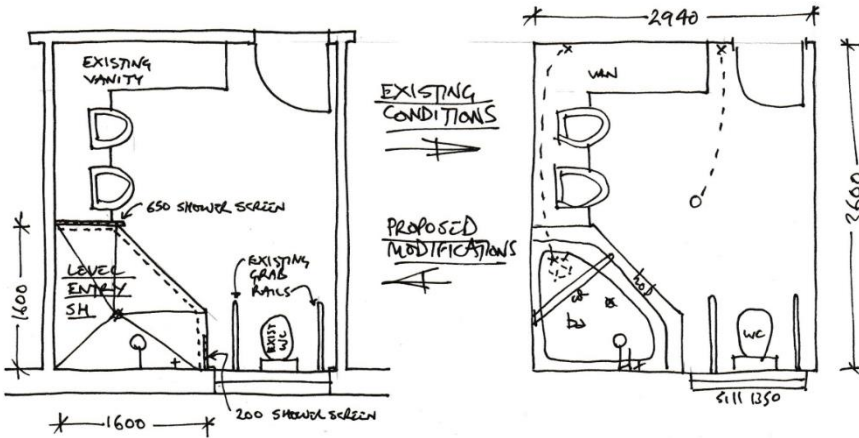 EXISTING
VANITY
650 SHOWER SCREEN
LEVEL
ENTRY
SH
1600
EXISTING
GRAB
RAILS
EXIST
WC
1600
200 SHOWER SCREEN
EXISTING
CONDITIONS
PROPOSED
MODIFICATIONS
2940
VAN
2600
WC
sill 1350